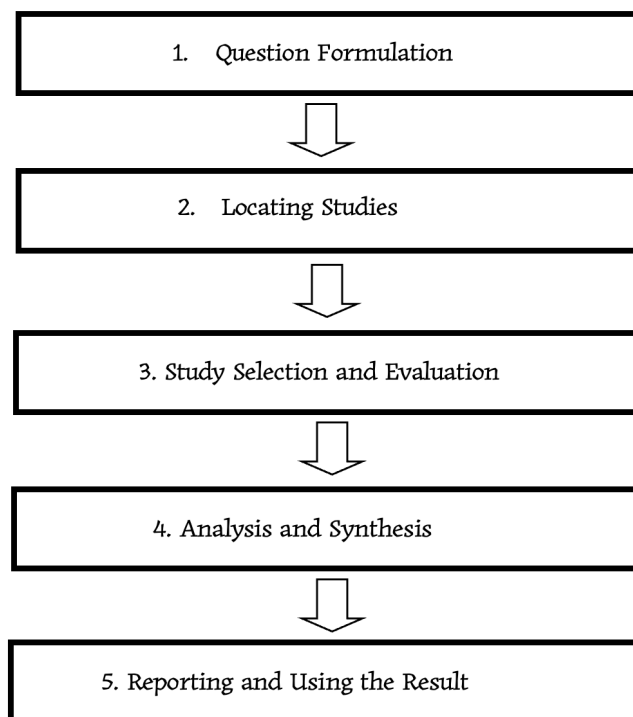 1. Question Formulation
2. Locating Studies
3. Study Selection and Evaluation
4. Analysis and Synthesis
5. Reporting and Using the Result